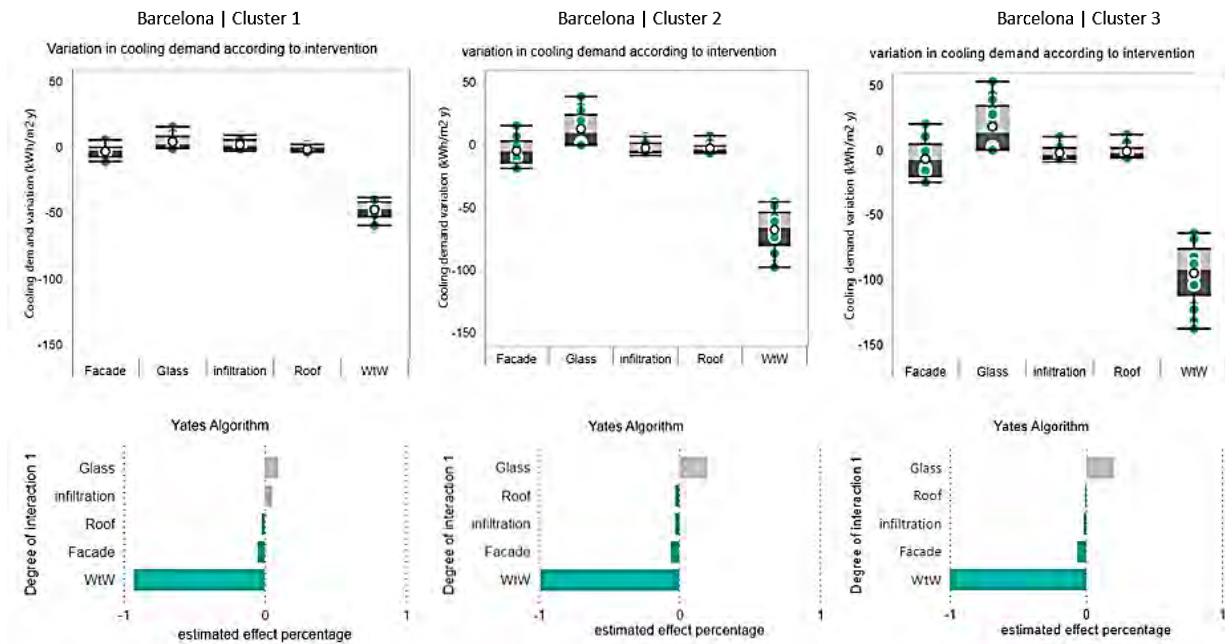 Barcelona | Cluster 1
Variation in cooling demand according to intervention
Cooling demand variation (kWh/m2 y)
50
0
-50
-100
-150
Facade
Glass
infiltration
Roof
WtW
Yates Algorithm
Degree of interaction 1
Glass
infiltration
Roof
Facade
WtW
-1
0
1
estimated effect percentage
Barcelona | Cluster 2
variation in cooling demand according to intervention
Cooling demand variation (kWh/m2 y)
50
0
-50
-100
-150
Facade
Glass
infiltration
Roof
WtW
Yates Algorithm
Degree of interaction 1
Glass
Roof
infiltration
Facade
WtW
-1
0
1
estimated effect percentage
Barcelona | Cluster 3
variation in cooling demand according to intervention
Cooling demand variation (kWh/m2 y)
50
0
-50
-100
-150
Facade
Glass
infiltration
Roof
WtW
Yates Algorithm
Degree of interaction 1
Glass
Roof
infiltration
Facade
WtW
-1
0
1
estimated effect percentage